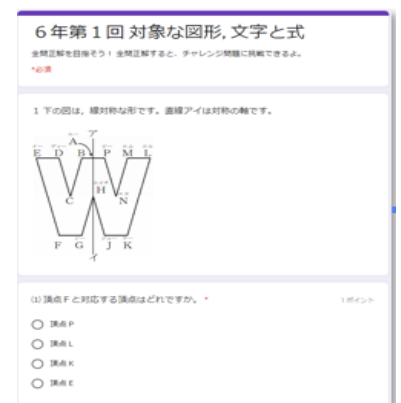 6年第1回 対象な図形, 文字と式
全問正解を目指そう！ 全問正解すると、チャレンジ問題に挑戦できるよ。
*必須
1 下の図は，線対称な形です。直線アイは対称の軸です。
ア
A
E D B P M L
H
C N
F G J K
イ
(1) 頂点Fと対応する頂点はどれですか。 *
1 ポイント
頂点 P
頂点 L
頂点 K
頂点 E